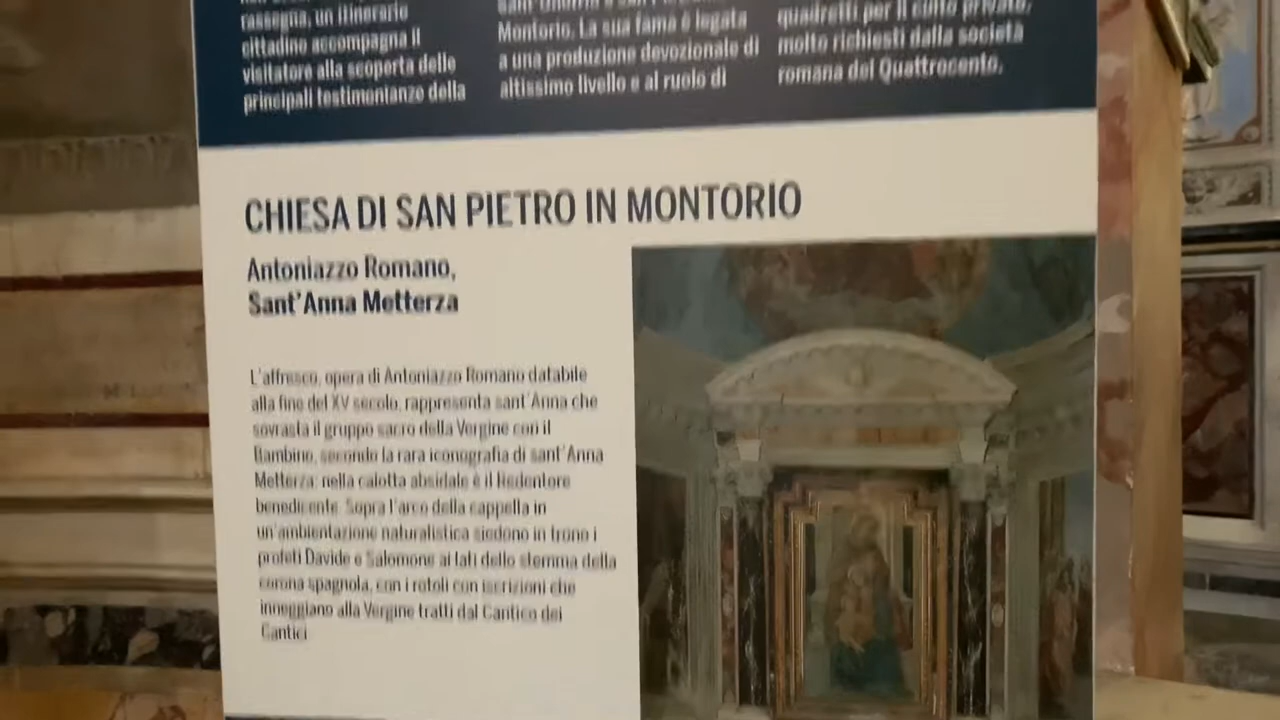 rassegna, un itinerario
cittadino accompagna il
visitatore alla scoperta delle
principali testimonianze della
Montorio. La sua fama è legata
a una produzione devozionale di
altissimo livello e al ruolo di
quadretti per il culto privato,
molto richiesti dalla società
romana del Quattrocento.
CHIESA DI SAN PIETRO IN MONTORIO
Antoniazzo Romano,
Sant'Anna Metterza
L'affresco, opera di Antoniazzo Romano databile
alla fine del XV secolo, rappresenta sant'Anna che
sovrasta il gruppo sacro della Vergine con il
Bambino, secondo la rara iconografia di sant'Anna
Metterza; nella calotta absidale è il Redentore
benedicente. Sopra l'arco della cappella in
un'ambientazione naturalistica siedono in trono i
profeti Davide e Salomone ai lati dello stemma della
corona spagnola, con i rotoli con iscrizioni che
inneggiano alla Vergine tratti dal Cantico dei
Cantici